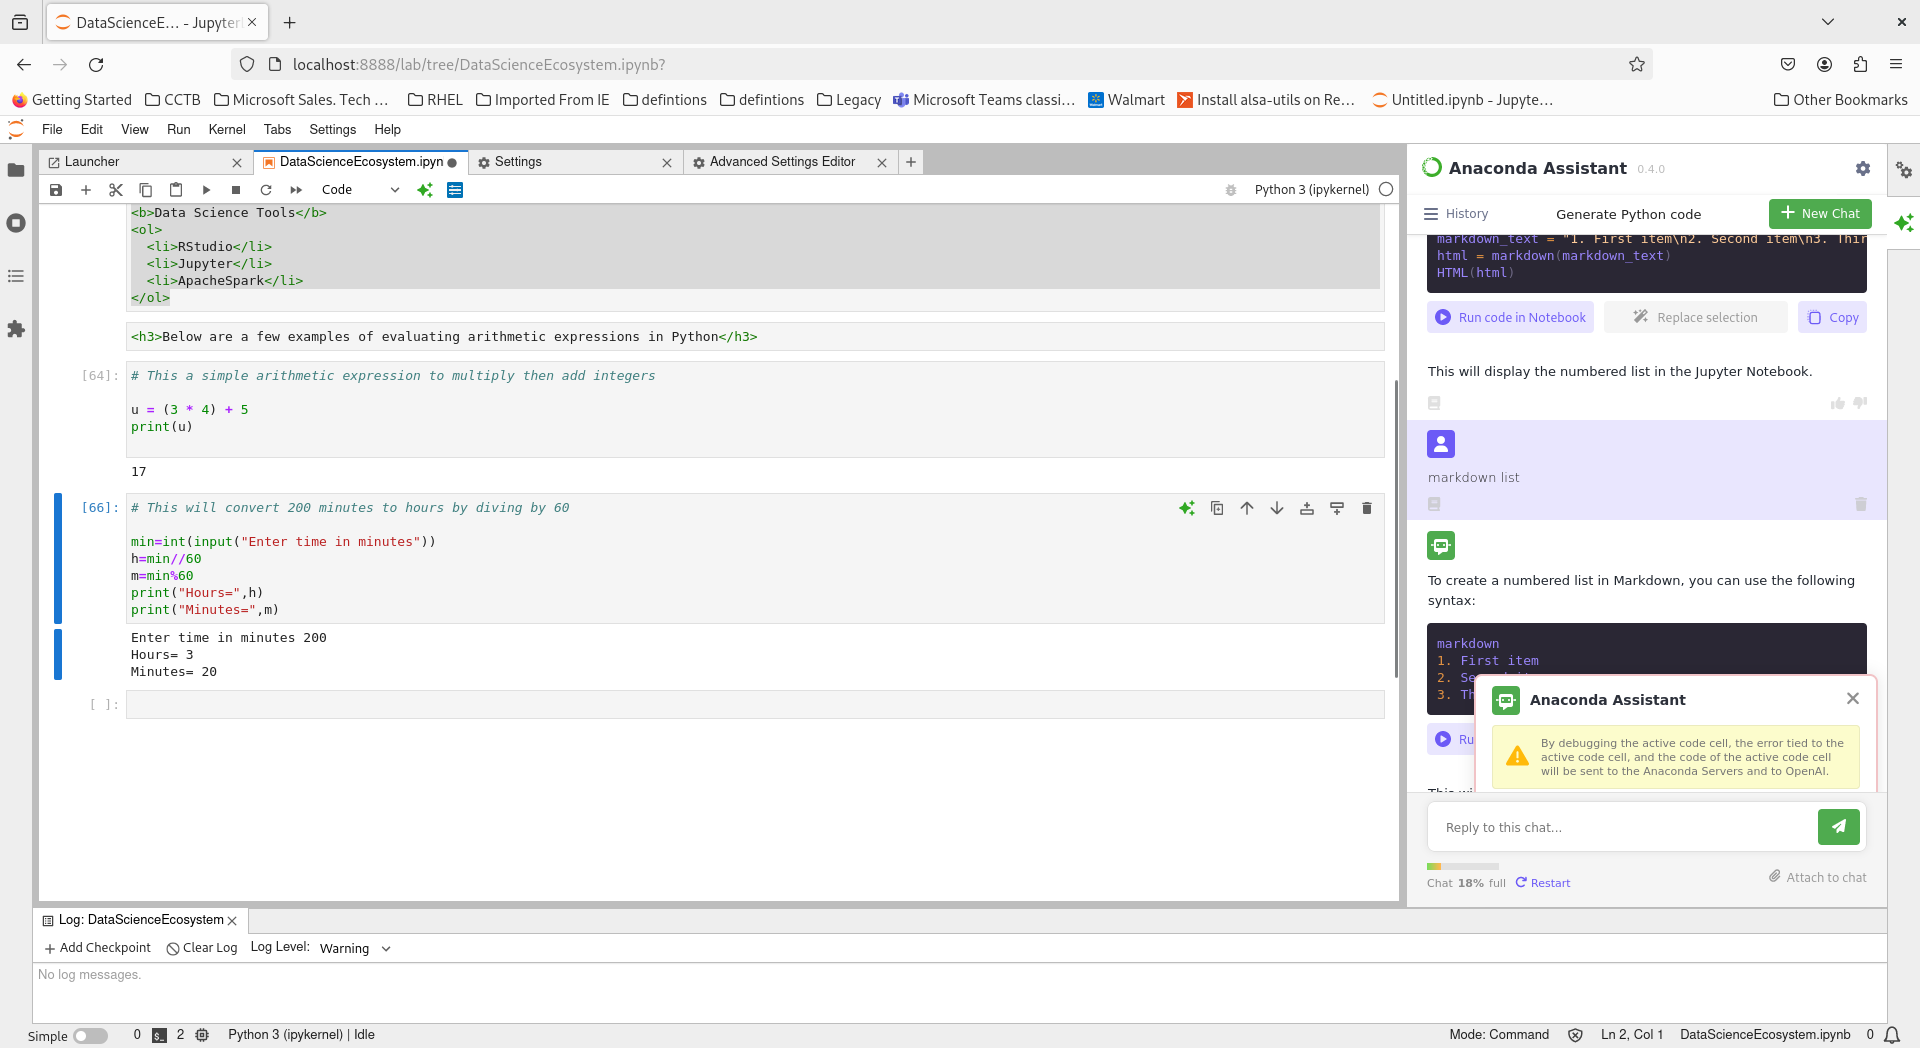 DataScienceE… - Jupyter
localhost:8888/lab/tree/DataScienceEcosystem.ipynb?
Getting Started CCTB Microsoft Sales. Tech … RHEL Imported From IE defintions defintions Legacy Microsoft Teams classi… Walmart Install alsa-utils on Re… Untitled.ipynb - Jupyte… Other Bookmarks
File Edit View Run Kernel Tabs Settings Help
Launcher DataScienceEcosystem.ipyn Settings Advanced Settings Editor
Code Python 3 (ipykernel)
<b>Data Science Tools</b>
<ol>
<li>RStudio</li>
<li>Jupyter</li>
<li>ApacheSpark</li>
</ol>
<h3>Below are a few examples of evaluating arithmetic expressions in Python</h3>
[64]: # This a simple arithmetic expression to multiply then add integers
u = (3 * 4) + 5
print(u)
17
[66]: # This will convert 200 minutes to hours by diving by 60
min=int(input("Enter time in minutes"))
h=min//60
m=min%60
print("Hours=",h)
print("Minutes=",m)
Enter time in minutes 200
Hours= 3
Minutes= 20
[ ]:
Anaconda Assistant 0.4.0
History Generate Python code New Chat
markdown_text = "1. First item\n2. Second item\n3. Thir
html = markdown(markdown_text)
HTML(html)
Run code in Notebook Replace selection Copy
This will display the numbered list in the Jupyter Notebook.
markdown list
To create a numbered list in Markdown, you can use the following
syntax:
markdown
1. First item
2. Se
3. Th
Ru
Anaconda Assistant
By debugging the active code cell, the error tied to the
active code cell, and the code of the active code cell
will be sent to the Anaconda Servers and to OpenAI.
This wi
Reply to this chat...
Chat 18% full Restart Attach to chat
Log: DataScienceEcosystem
Add Checkpoint Clear Log Log Level: Warning
No log messages.
Simple 0 2 Python 3 (ipykernel) | Idle Mode: Command Ln 2, Col 1 DataScienceEcosystem.ipynb 0